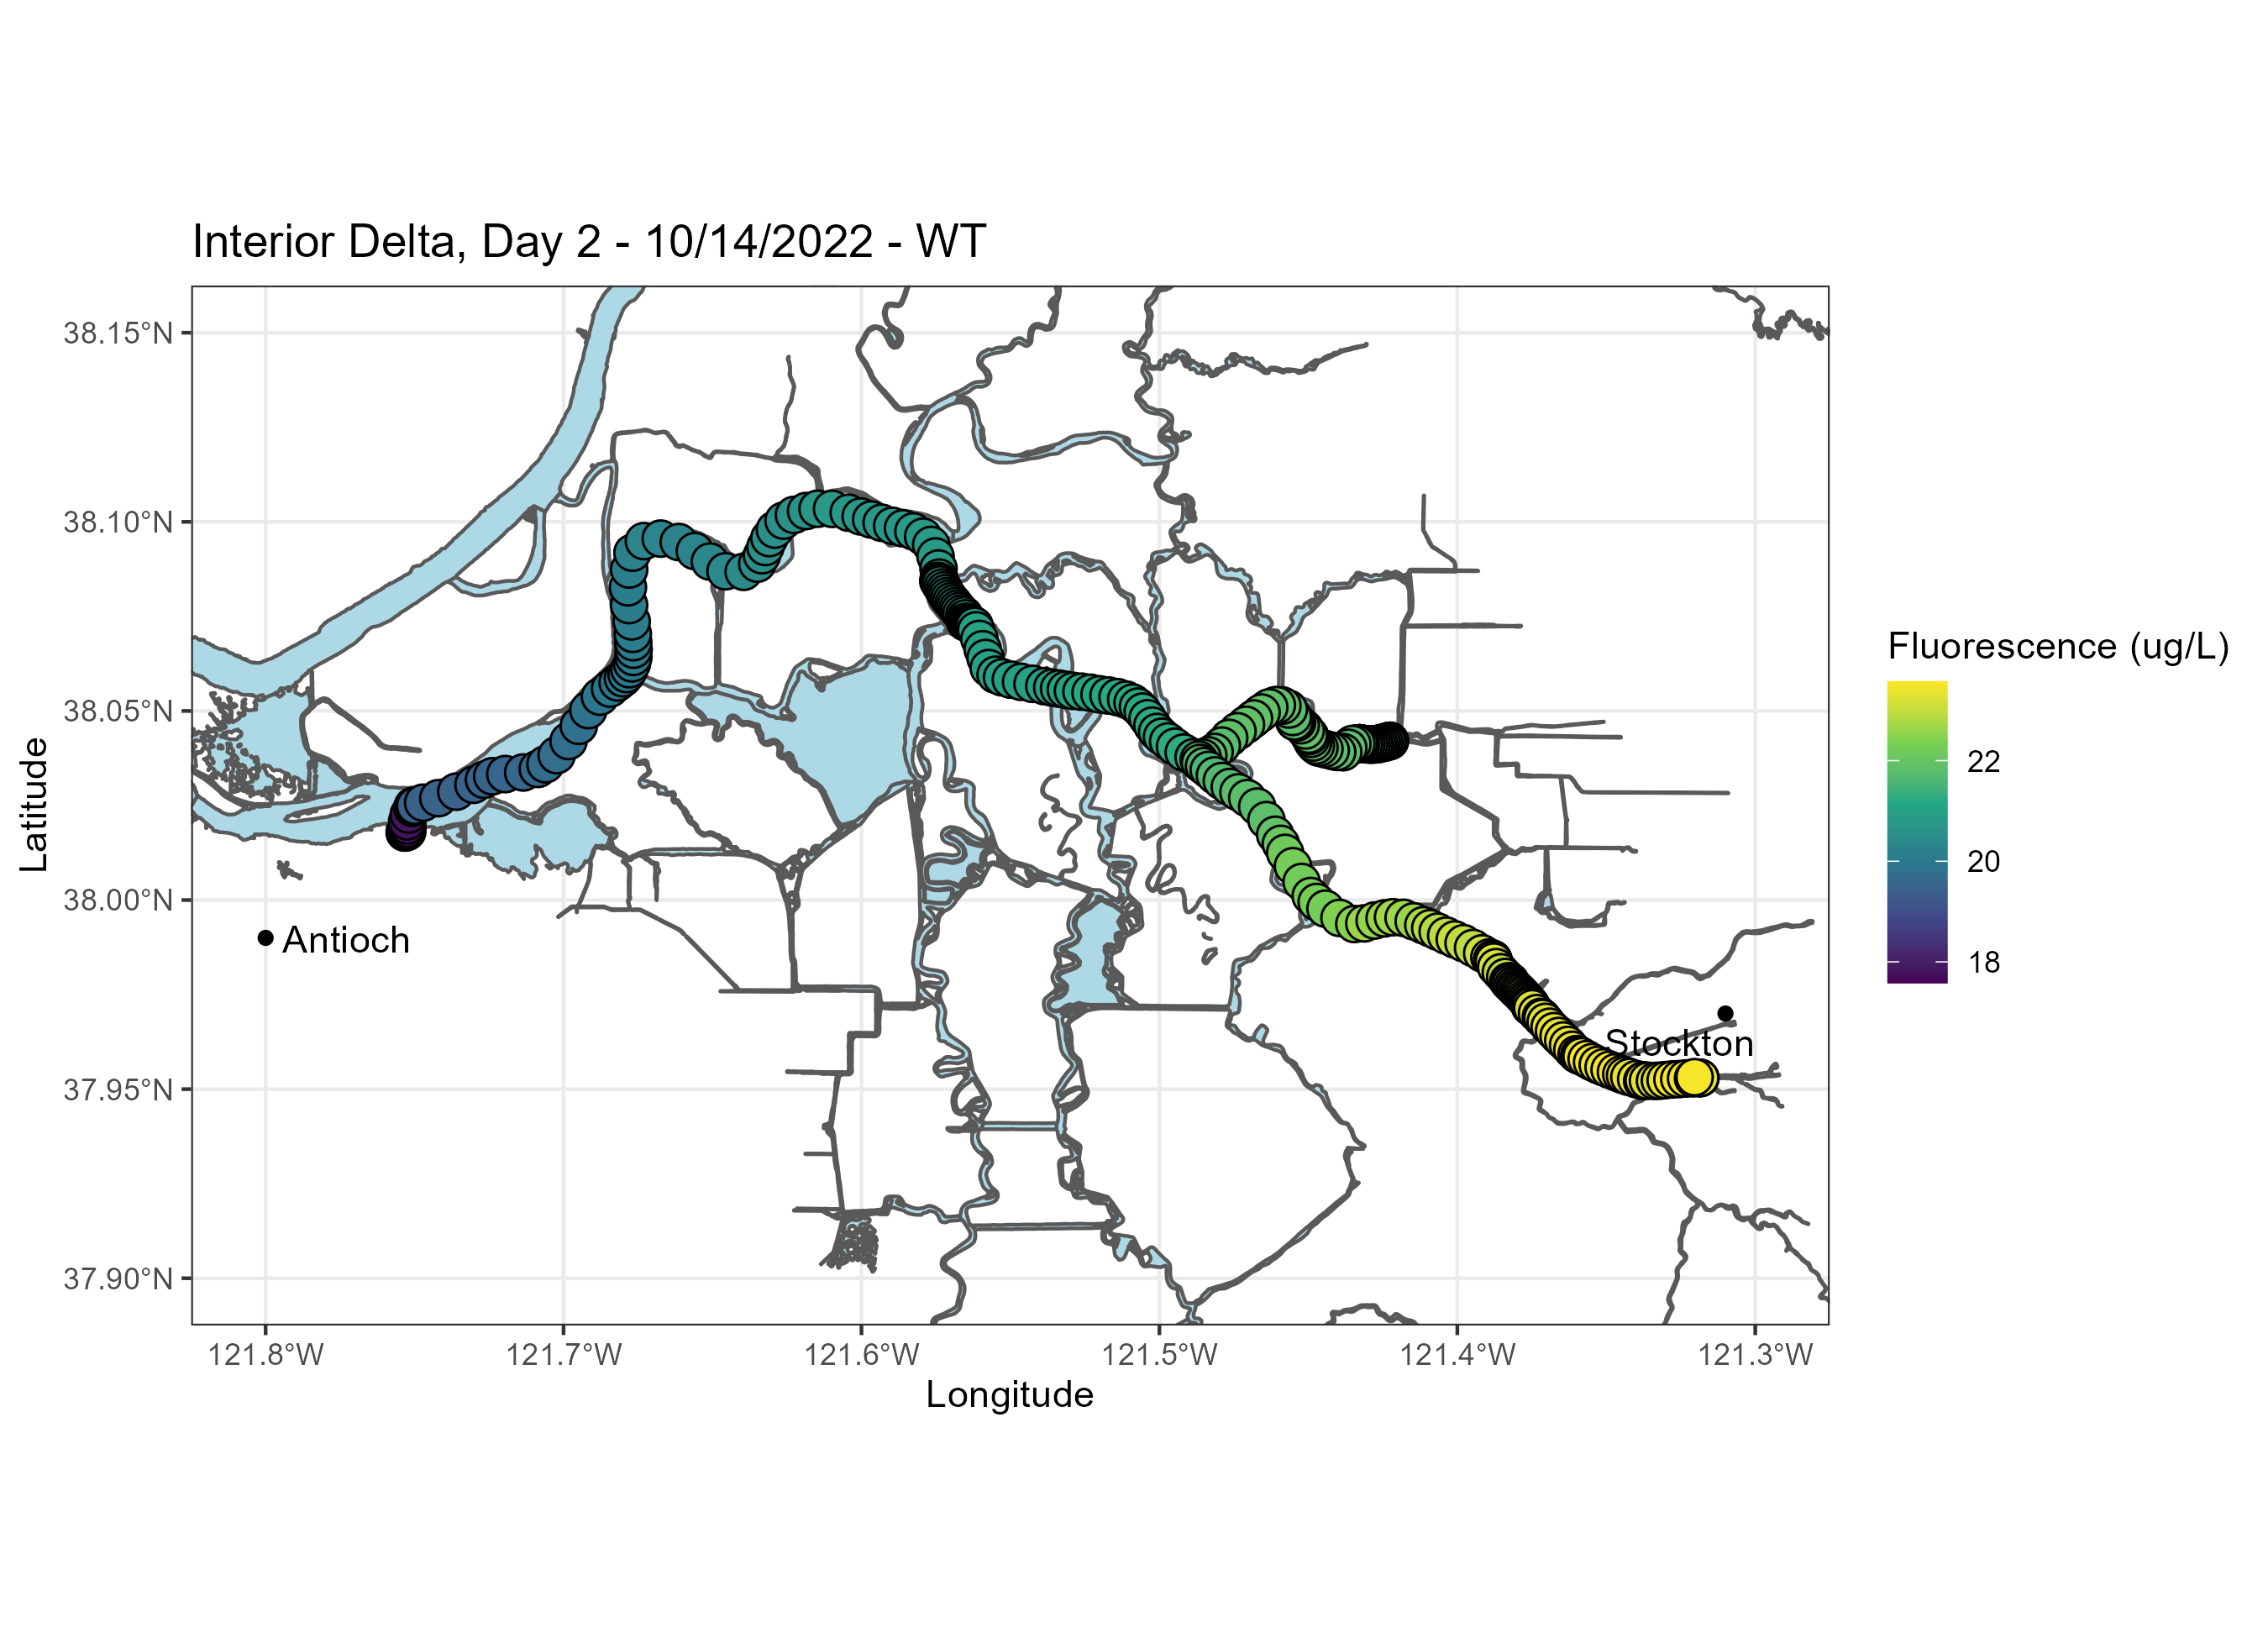 Interior Delta, Day 2 - 10/14/2022 - WT
38.15°N
38.10°N
38.05°N
38.00°N
37.95°N
37.90°N
Latitude
Antioch
Stockton
121.8°W
121.7°W
121.6°W
121.5°W
121.4°W
121.3°W
Longitude
Fluorescence (ug/L)
22
20
18